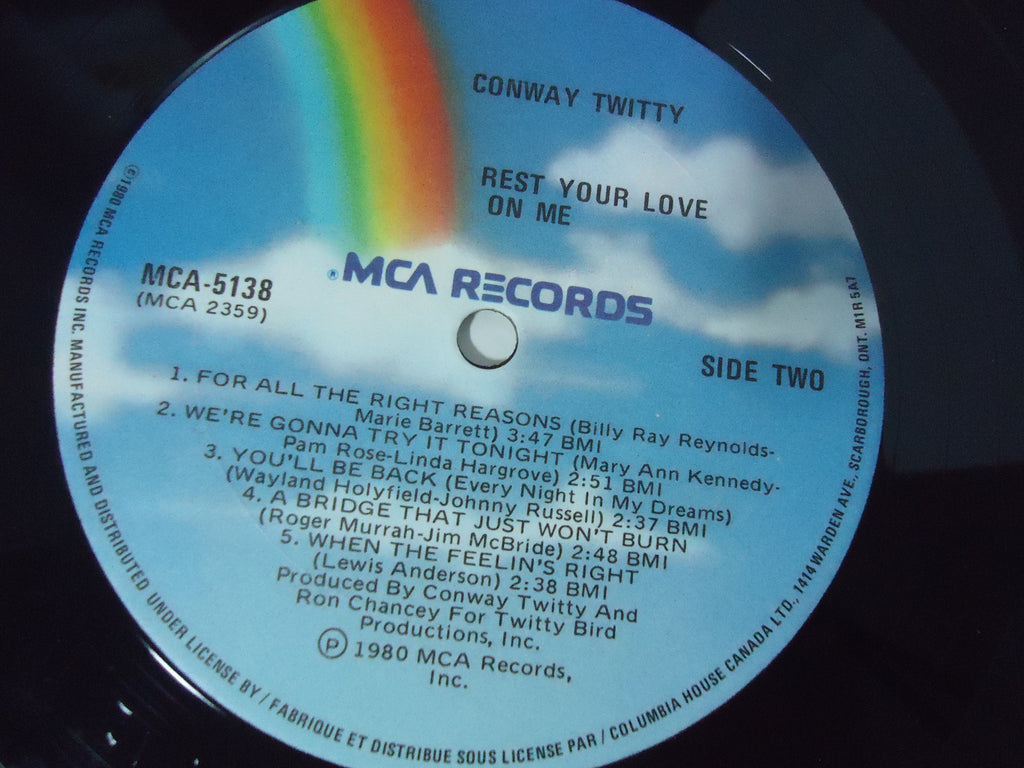 CONWAY TWITTY
REST YOUR LOVE
ON ME
® MCA RECORDS
MCA-5138
(MCA 2359)
SIDE TWO
1. FOR ALL THE RIGHT REASONS (Billy Ray Reynolds-
Marie Barrett) 3:47 BMI
2. WE'RE GONNA TRY IT TONIGHT (Mary Ann Kennedy-
Pam Rose-Linda Hargrove) 2:51 BMI
3. YOU'LL BE BACK (Every Night In My Dreams)
(Wayland Holyfield-Johnny Russell) 2:37 BMI
4. A BRIDGE THAT JUST WON'T BURN
(Roger Murrah-Jim McBride) 2:48 BMI
5. WHEN THE FEELIN'S RIGHT
(Lewis Anderson) 2:38 BMI
Produced By Conway Twitty And
Ron Chancey For Twitty Bird
Productions, Inc.
℗ 1980 MCA Records,
Inc.
©1980 MCA RECORDS INC. MANUFACTURED AND DISTRIBUTED UNDER LICENSE BY / FABRIQUE ET DISTRIBUE SOUS LICENSE PAR / COLUMBIA HOUSE CANADA LTD., 1414 WARDEN AVE., SCARBOROUGH, ONT. M1R 5A7